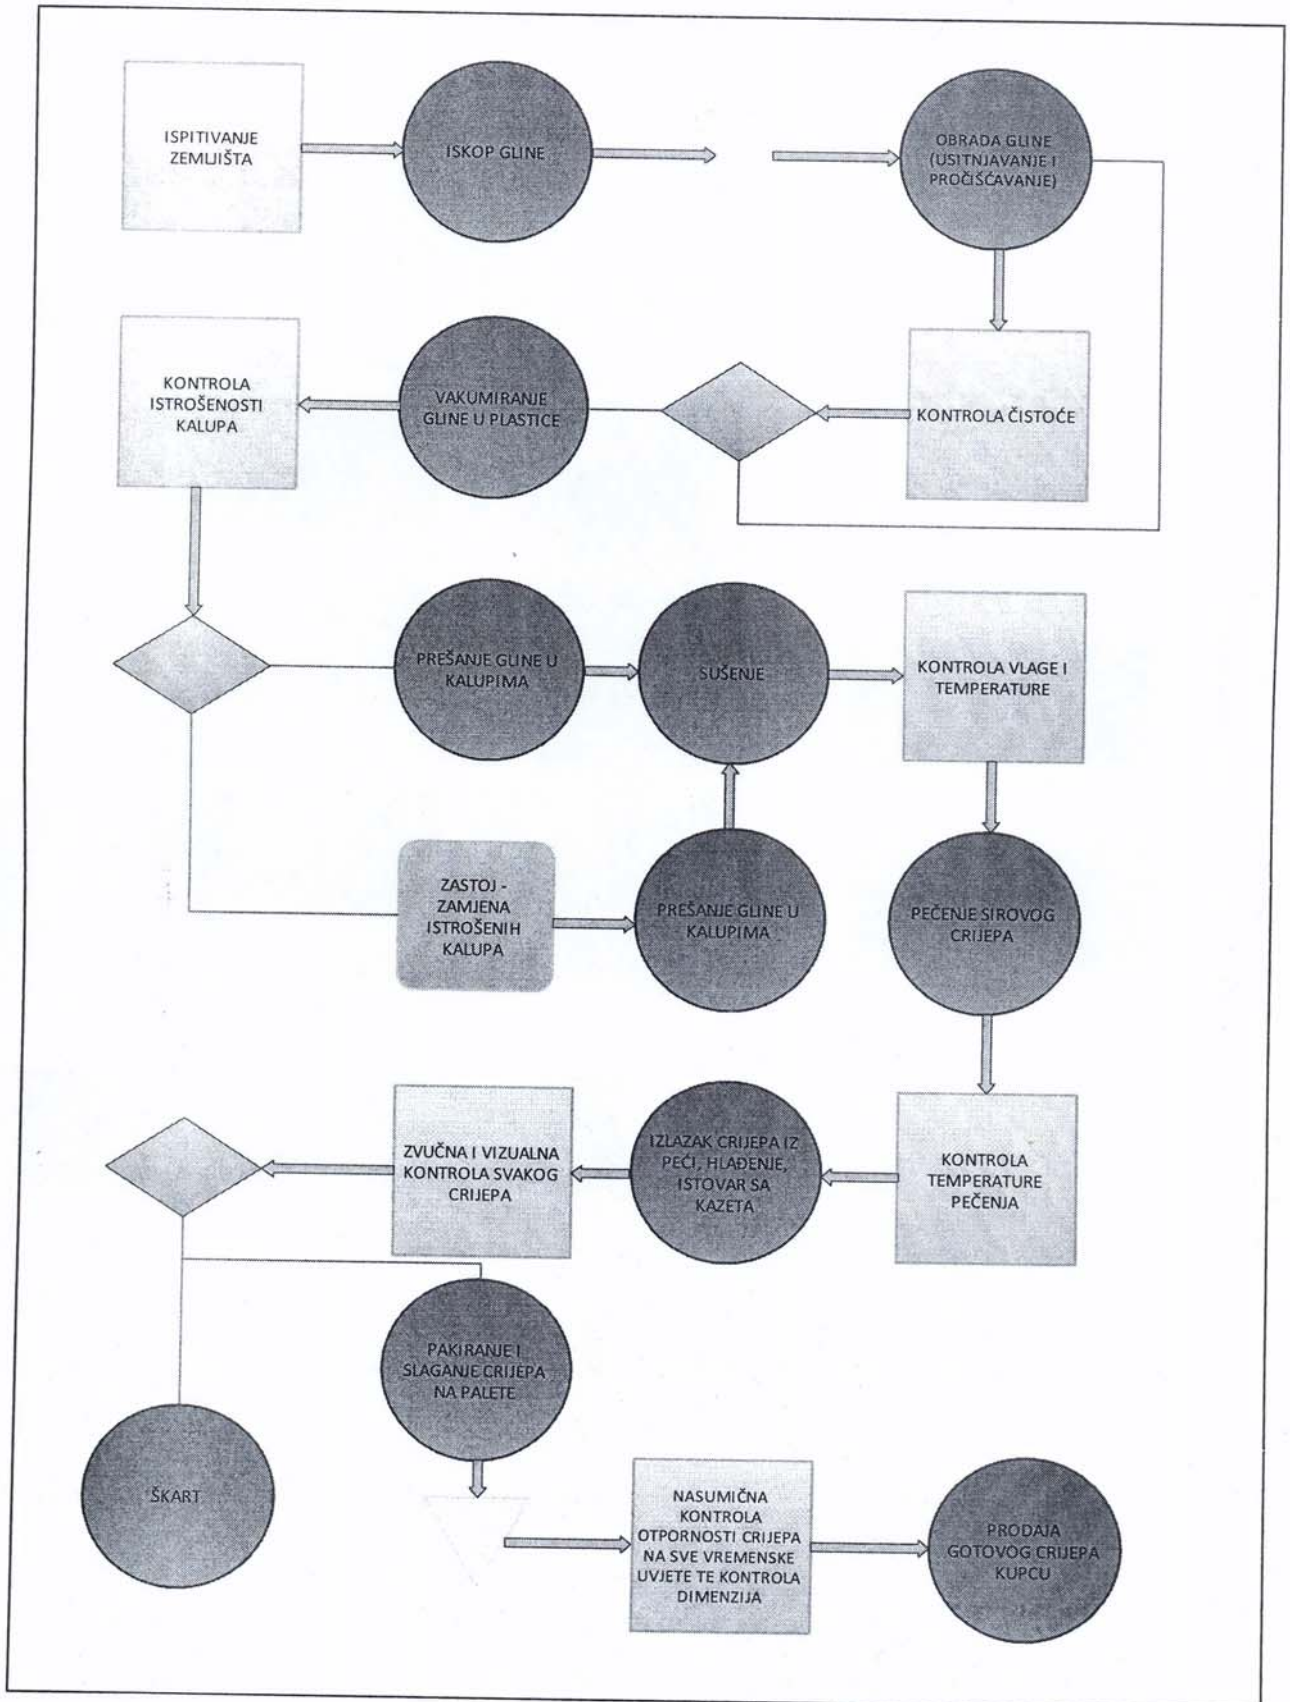 ISPITIVANJE
ZEMLJIŠTA
ISKOP GLINE
OBRADA GLINE
(USITNJAVANJE I
PROČIŠĆAVANJE)
KONTROLA
ISTROŠENOSTI
KALUPA
VAKUMIRANJE
GLINE U PLASTICE
KONTROLA ČISTOĆE
PREŠANJE GLINE U
KALUPIMA
SUŠENJE
KONTROLA VLAGE I
TEMPERATURE
ZASTOJ -
ZAMJENA
ISTROŠENIH
KALUPA
PREŠANJE GLINE U
KALUPIMA
PEČENJE SIROVOG
CRIJEPA
ZVUČNA I VIZUALNA
KONTROLA SVAKOG
CRIJEPA
IZLAZAK CRIJEPA IZ
PEĆI, HLAĐENJE,
ISTOVAR SA
KAZETA
KONTROLA
TEMPERATURE
PEČENJA
PAKIRANJE I
SLAGANJE CRIJEPA
NA PALETE
ŠKART
NASUMIČNA
KONTROLA
OTPORNOSTI CRIJEPA
NA SVE VREMENSKE
UVJETE TE KONTROLA
DIMENZIJA
PRODAJA
GOTOVOG CRIJEPA
KUPCU